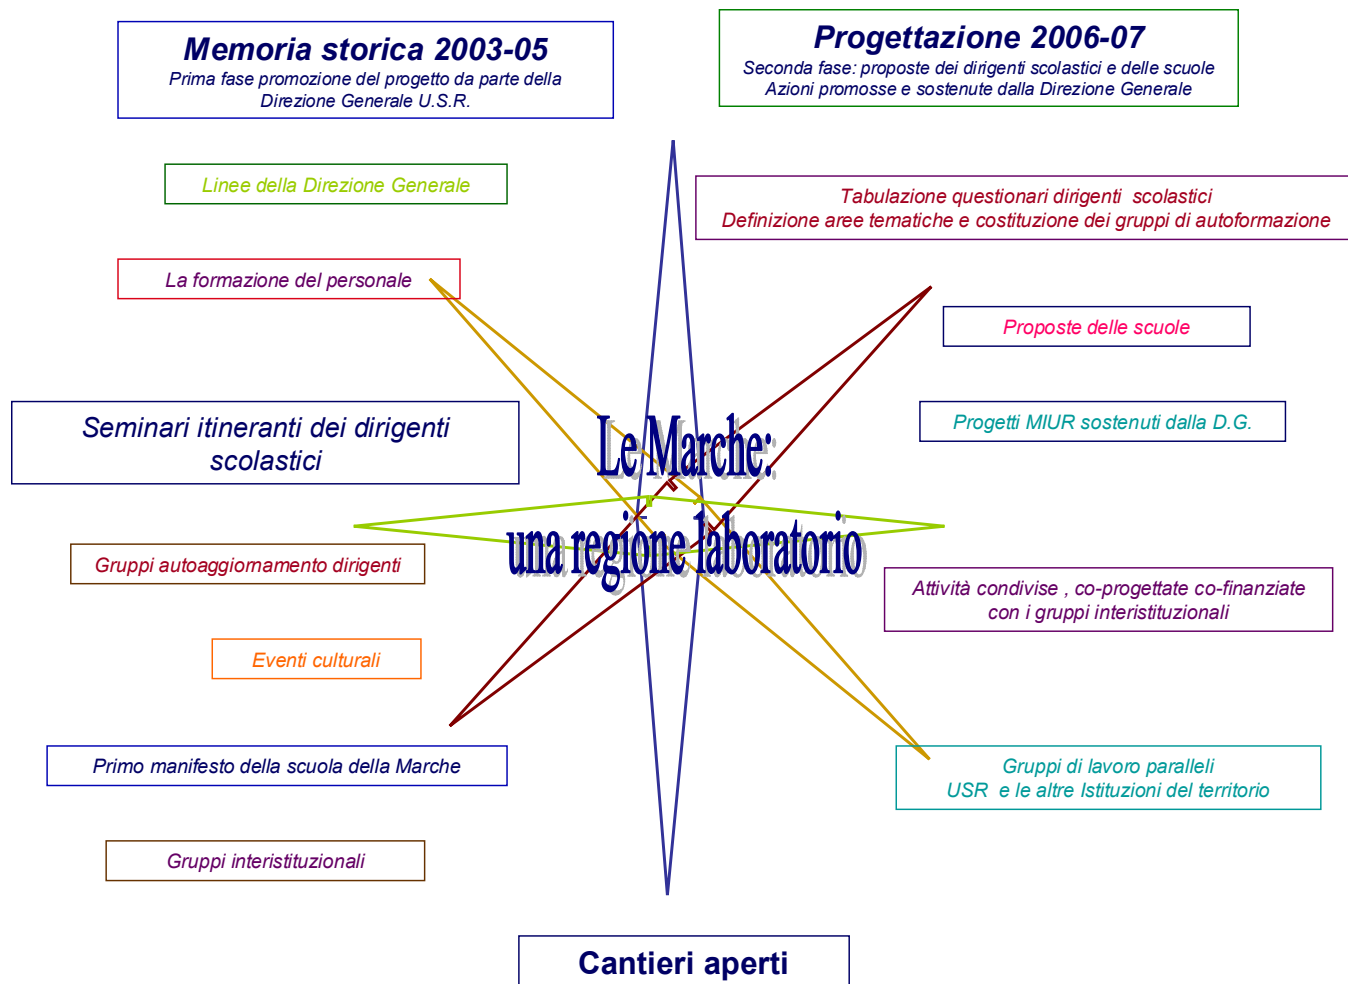 Memoria storica 2003-05
Prima fase promozione del progetto da parte della
Direzione Generale U.S.R.
Linee della Direzione Generale
La formazione del personale
Seminari itineranti dei dirigenti
scolastici
Gruppi autoaggiornamento dirigenti
Eventi culturali
Primo manifesto della scuola della Marche
Gruppi interistituzionali
Le Marche:
una regione laboratorio
Progettazione 2006-07
Seconda fase: proposte dei dirigenti scolastici e delle scuole
Azioni promosse e sostenute dalla Direzione Generale
Tabulazione questionari dirigenti  scolastici
Definizione aree tematiche e costituzione dei gruppi di autoformazione
Proposte delle scuole
Progetti MIUR sostenuti dalla D.G.
Attività condivise , co-progettate co-finanziate
con i gruppi interistituzionali
Gruppi di lavoro paralleli
USR  e le altre Istituzioni del territorio
Cantieri aperti